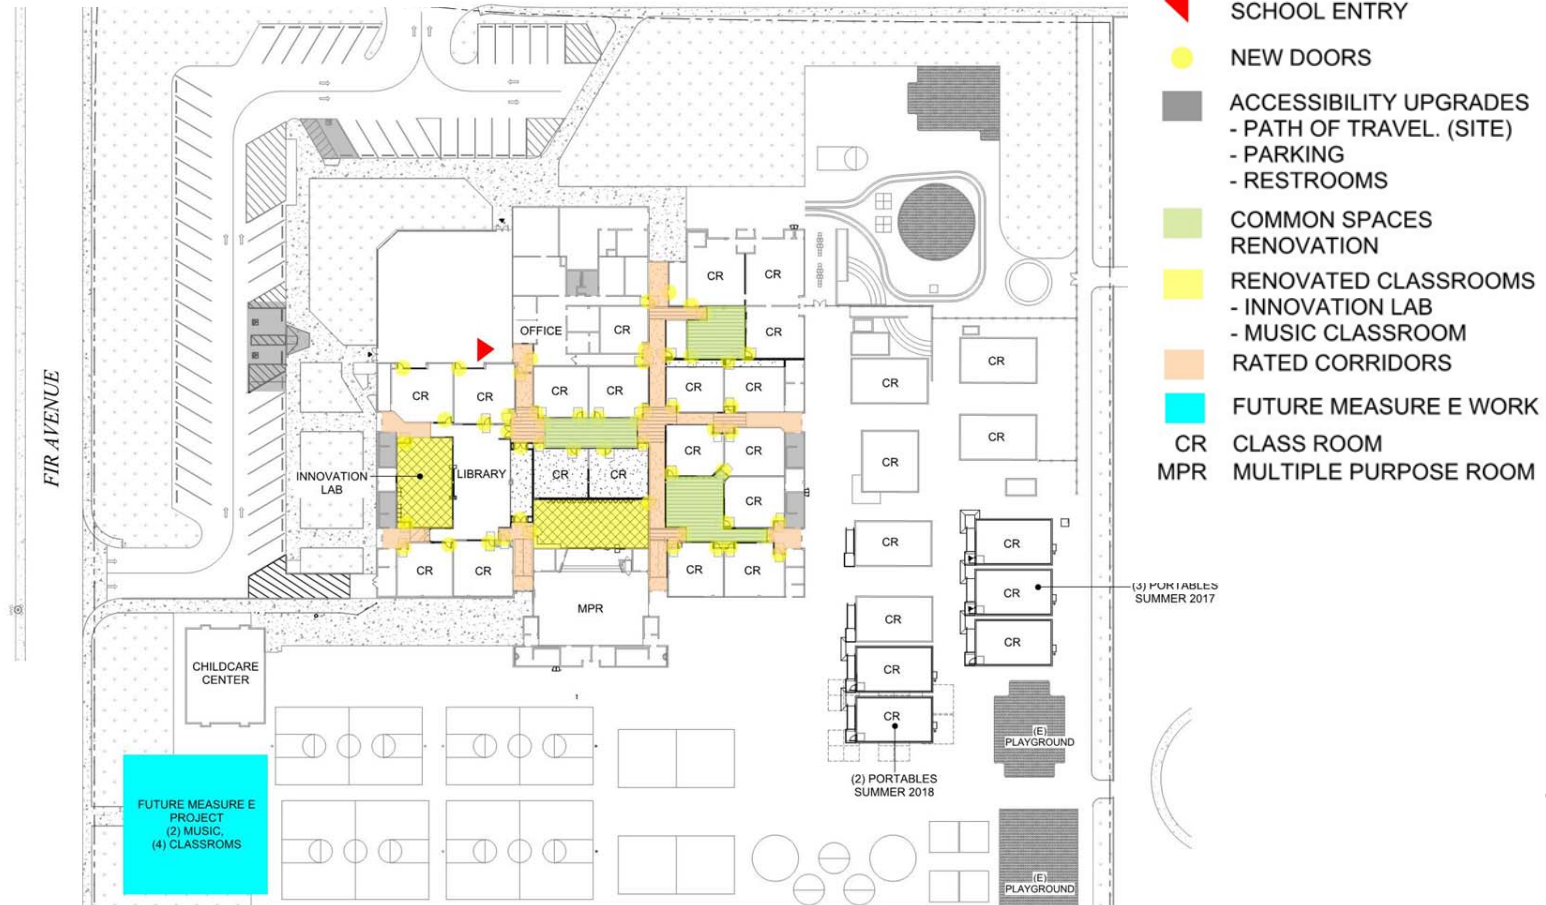 SCHOOL ENTRY
NEW DOORS
ACCESSIBILITY UPGRADES
- PATH OF TRAVEL. (SITE)
- PARKING
- RESTROOMS
COMMON SPACES
RENOVATION
RENOVATED CLASSROOMS
- INNOVATION LAB
- MUSIC CLASSROOM
RATED CORRIDORS
FUTURE MEASURE E WORK
CR CLASS ROOM
MPR MULTIPLE PURPOSE ROOM
FIR AVENUE
CR
CR
OFFICE
CR
CR
CR
CR
CR
CR
CR
CR
CR
CR
CR
CR
CR
CR
INNOVATION
LAB
LIBRARY
CR
CR
CR
CR
CR
CR
CR
CR
CR
CR
CR
CR
(3) PORTABLES
SUMMER 2017
MPR
CR
CR
CR
CR
CHILDCARE
CENTER
1
(2) PORTABLES
SUMMER 2018
(E)
PLAYGROUND
FUTURE MEASURE E
PROJECT
(2) MUSIC,
(4) CLASSROMS
(E)
PLAYGROUND